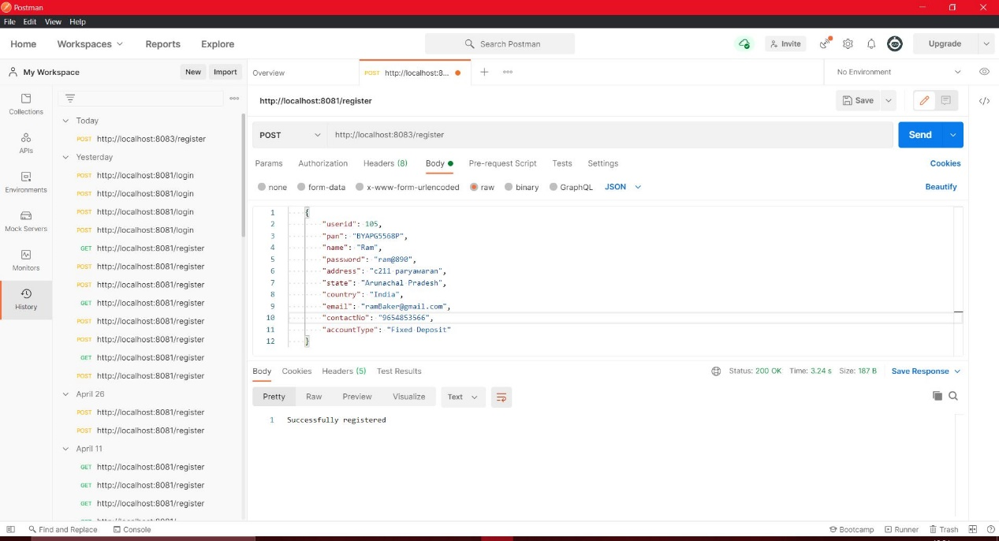 Postman
File Edit View Help
Home Workspaces Reports Explore Search Postman Invite Upgrade
My Workspace New Import Overview POST http://localhost:8... No Environment
Collections
APIs
Environments
Mock Servers
Monitors
History
Today
POST http://localhost:8083/register
Yesterday
POST http://localhost:8081/login
POST http://localhost:8081/login
POST http://localhost:8081/login
POST http://localhost:8081/login
GET http://localhost:8081/register
POST http://localhost:8081/register
POST http://localhost:8081/register
GET http://localhost:8081/register
POST http://localhost:8081/register
POST http://localhost:8081/register
GET http://localhost:8081/register
POST http://localhost:8081/register
April 26
POST http://localhost:8081/register
POST http://localhost:8081/register
April 11
GET http://localhost:8081/register
GET http://localhost:8081/register
GET http://localhost:8081/register
http://localhost:8081/register Save
POST http://localhost:8083/register Send
Params Authorization Headers (8) Body Pre-request Script Tests Settings Cookies
none form-data x-www-form-urlencoded raw binary GraphQL JSON Beautify
1 {
2 "userid": 105,
3 "pan": "BYAPG5568P",
4 "name": "Ram",
5 "password": "ram@890",
6 "address": "c211 paryawaran",
7 "state": "Arunachal Pradesh",
8 "country": "India",
9 "email": "ramBaker@gmail.com",
10 "contactNo": "9654853566",
11 "accountType": "Fixed Deposit"
12 }
Body Cookies Headers (5) Test Results Status: 200 OK Time: 3.24 s Size: 187 B Save Response
Pretty Raw Preview Visualize Text
1 Successfully registered
Find and Replace Console Bootcamp Runner Trash